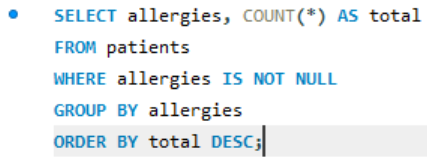 SELECT allergies, COUNT(*) AS total
FROM patients
WHERE allergies IS NOT NULL
GROUP BY allergies
ORDER BY total DESC;